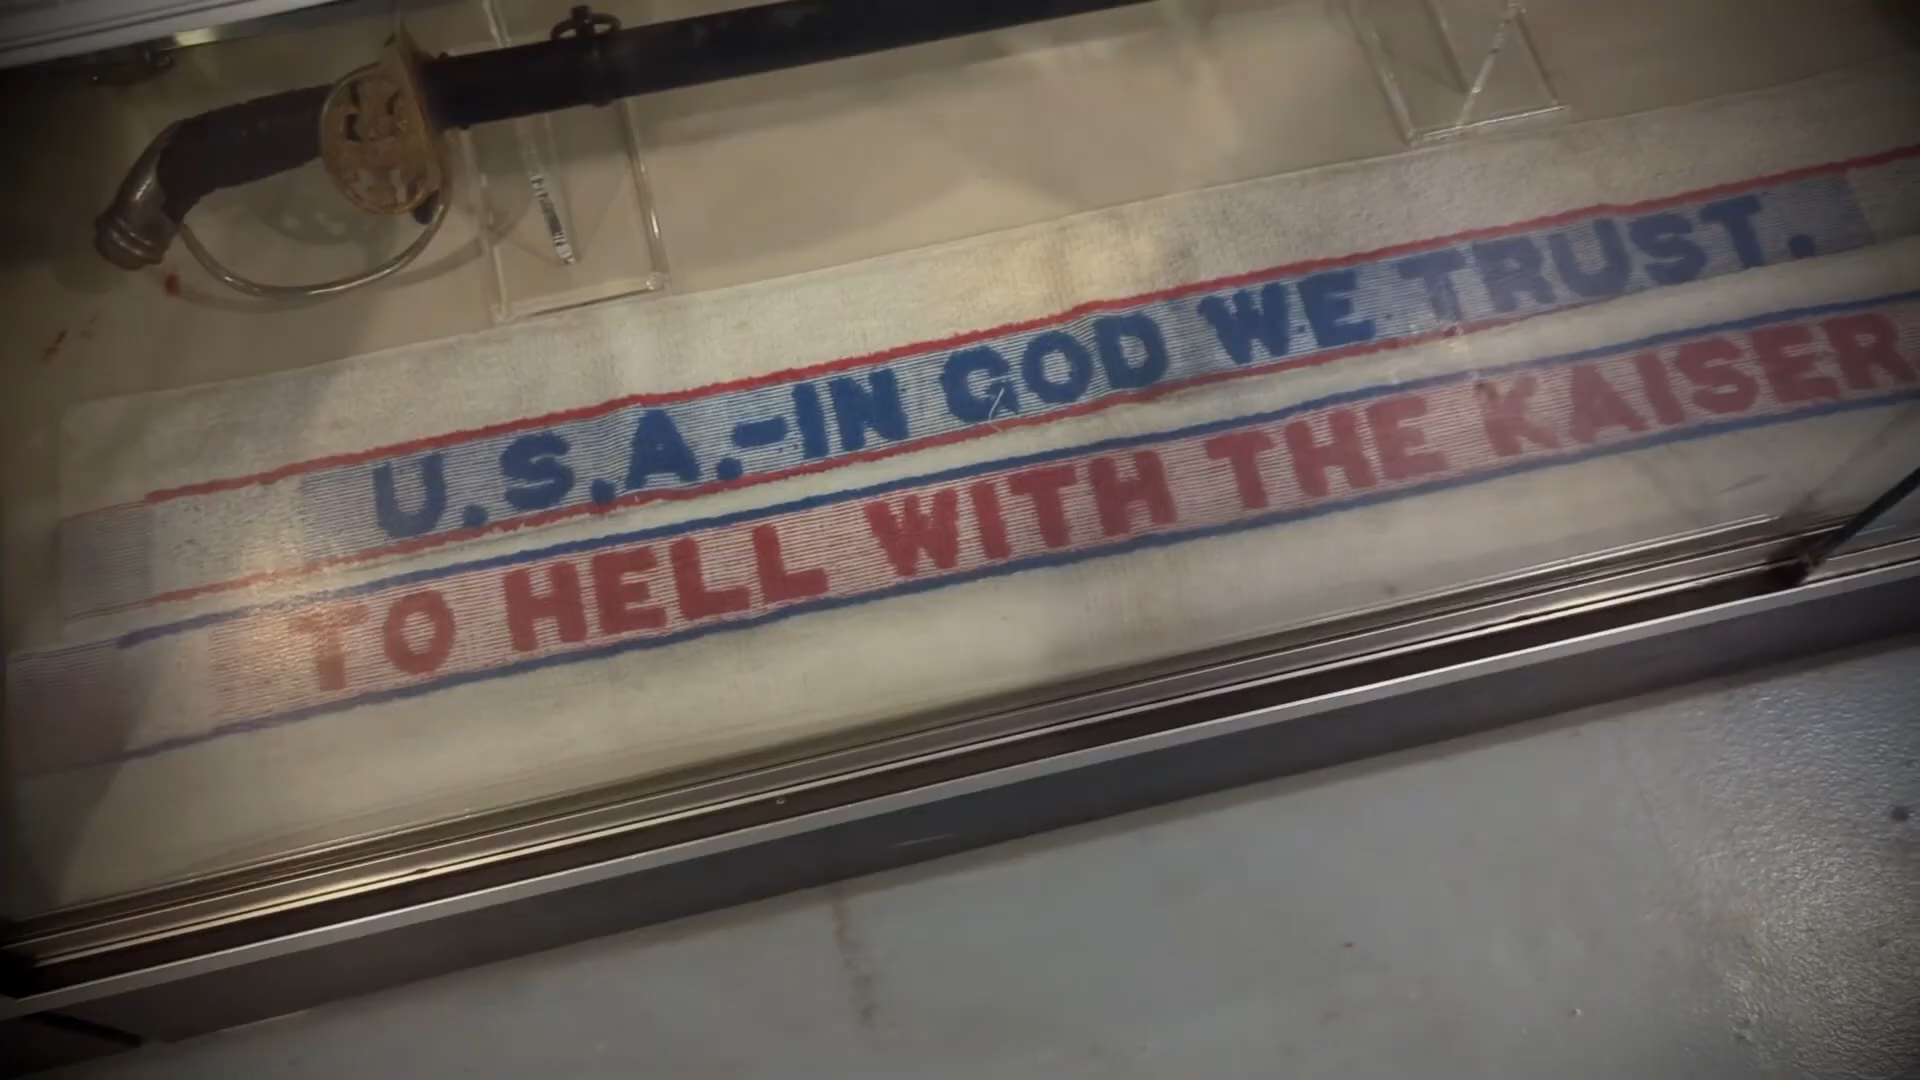 U.S.A.-IN GOD WE TRUST.
TO HELL WITH THE KAISER.